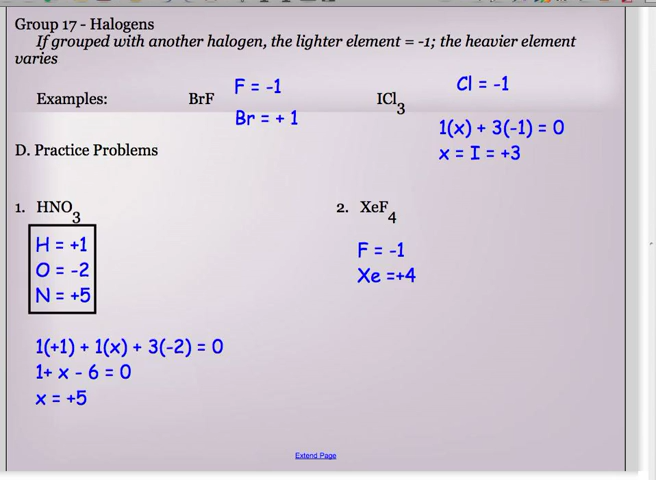 Group 17 - Halogens
If grouped with another halogen, the lighter element = -1; the heavier element
varies
Examples: BrF F = -1 ICl3 Cl = -1
Br = + 1 1(x) + 3(-1) = 0
D. Practice Problems x = I = +3
1. HNO3 2. XeF4
H = +1 F = -1
O = -2 Xe =+4
N = +5
1(+1) + 1(x) + 3(-2) = 0
1+ x - 6 = 0
x = +5
Extend Page